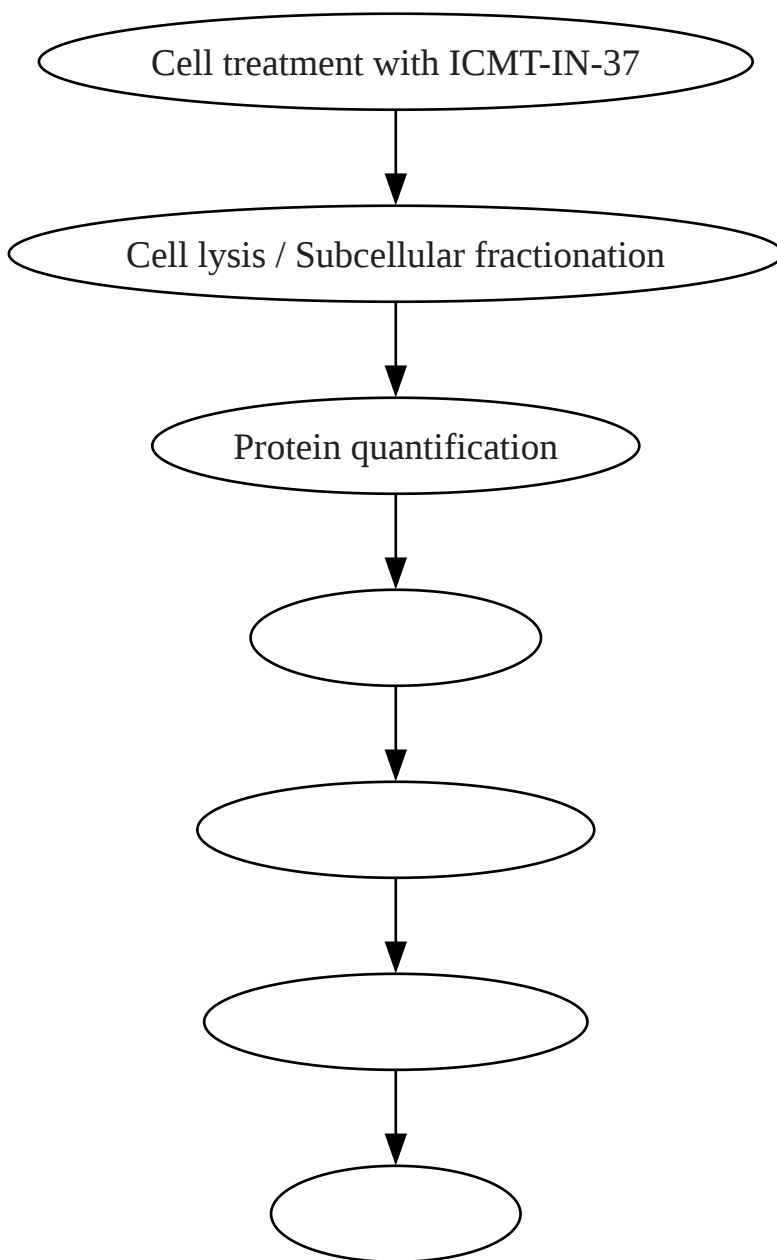 Cell treatment with ICMT-IN-37
Cell lysis / Subcellular fractionation
Protein quantification